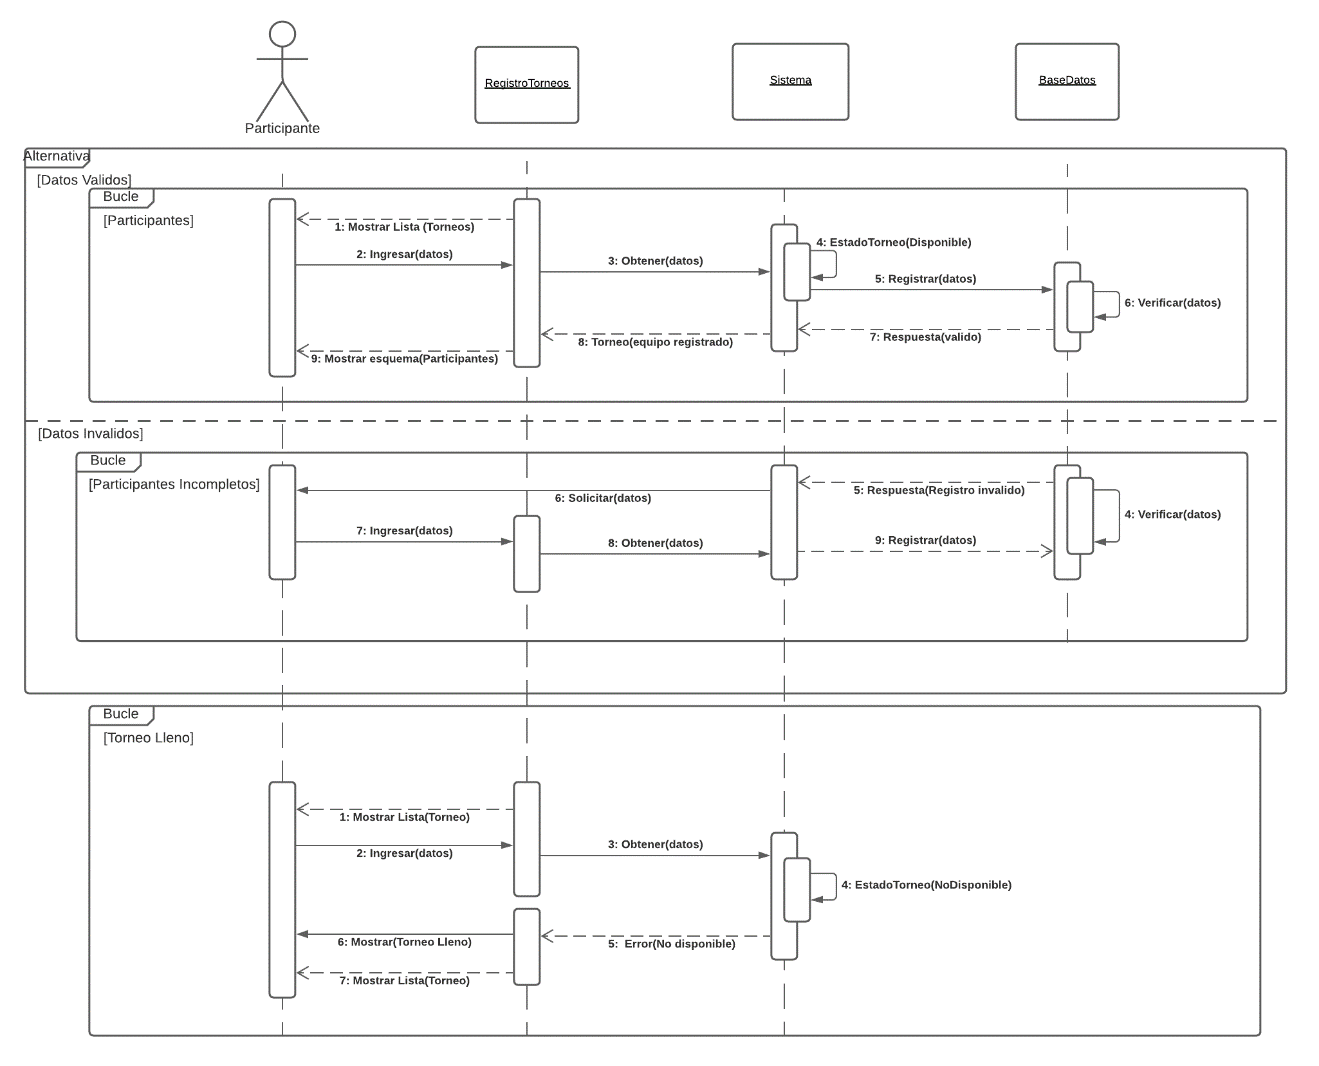 Participante
RegistroTorneos
Sistema
BaseDatos
Alternativa
[Datos Validos]
Bucle
[Participantes]
1: Mostrar Lista (Torneos)
2: Ingresar(datos)
3: Obtener(datos)
4: EstadoTorneo(Disponible)
5: Registrar(datos)
6: Verificar(datos)
7: Respuesta(valido)
8: Torneo(equipo registrado)
9: Mostrar esquema(Participantes)
[Datos Invalidos]
Bucle
[Participantes Incompletos]
5: Respuesta(Registro invalido)
6: Solicitar(datos)
4: Verificar(datos)
7: Ingresar(datos)
8: Obtener(datos)
9: Registrar(datos)
Bucle
[Torneo Lleno]
1: Mostrar Lista(Torneo)
2: Ingresar(datos)
3: Obtener(datos)
4: EstadoTorneo(NoDisponible)
5: Error(No disponible)
6: Mostrar(Torneo Lleno)
7: Mostrar Lista(Torneo)